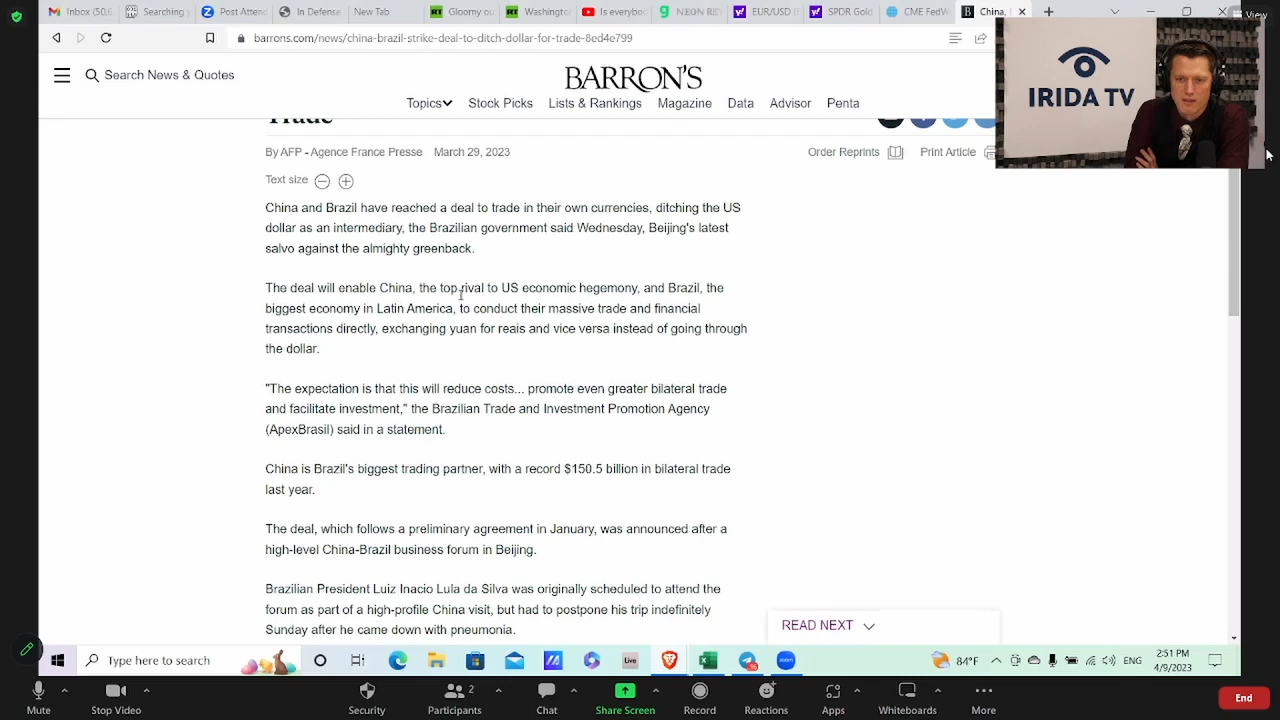 Inbox (50.6
Searching
Post Attend
In Defense
New Tab
Gloomy ou
Washingto
Is everybod
NEON RID
EUR/USD (E
SPDR Gold
CME FedW
China,
View
barrons.com/news/china-brazil-strike-deal-to-ditch-dollar-for-trade-8ed4e799
Search News & Quotes
BARRON'S
IRIDA TV
Topics
Stock Picks
Lists & Rankings
Magazine
Data
Advisor
Penta
Trade
By AFP - Agence France Presse
March 29, 2023
Order Reprints
Print Article
Text size
China and Brazil have reached a deal to trade in their own currencies, ditching the US
dollar as an intermediary, the Brazilian government said Wednesday, Beijing's latest
salvo against the almighty greenback.
The deal will enable China, the top rival to US economic hegemony, and Brazil, the
biggest economy in Latin America, to conduct their massive trade and financial
transactions directly, exchanging yuan for reais and vice versa instead of going through
the dollar.
"The expectation is that this will reduce costs... promote even greater bilateral trade
and facilitate investment," the Brazilian Trade and Investment Promotion Agency
(ApexBrasil) said in a statement.
China is Brazil's biggest trading partner, with a record $150.5 billion in bilateral trade
last year.
The deal, which follows a preliminary agreement in January, was announced after a
high-level China-Brazil business forum in Beijing.
Brazilian President Luiz Inacio Lula da Silva was originally scheduled to attend the
forum as part of a high-profile China visit, but had to postpone his trip indefinitely
Sunday after he came down with pneumonia.
READ NEXT
Type here to search
Live
84°F
ENG
2:51 PM
4/9/2023
Mute
Stop Video
Security
Participants
2
Chat
Share Screen
Record
Reactions
Apps
Whiteboards
More
End